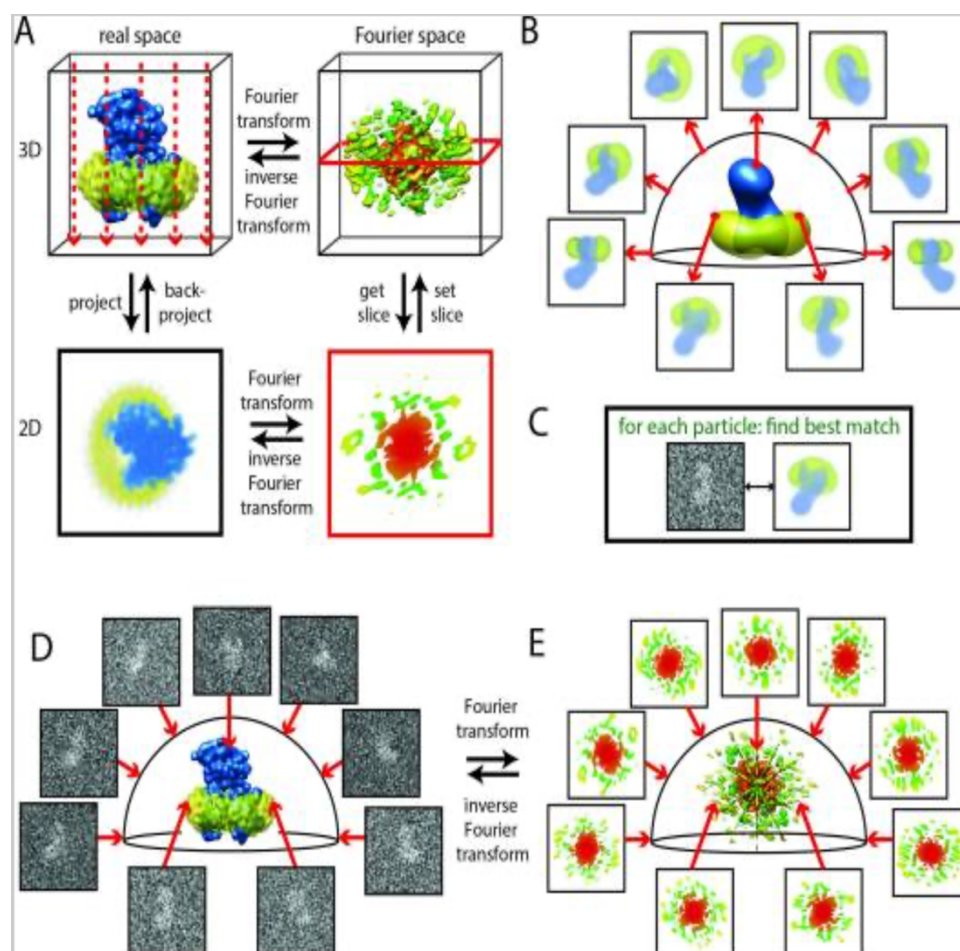 A
real space
Fourier space
3D
Fourier
transform
inverse
Fourier
transform
project
back-
project
get
slice
set
slice
2D
Fourier
transform
inverse
Fourier
transform
B
C
for each particle: find best match
D
Fourier
transform
inverse
Fourier
transform
E